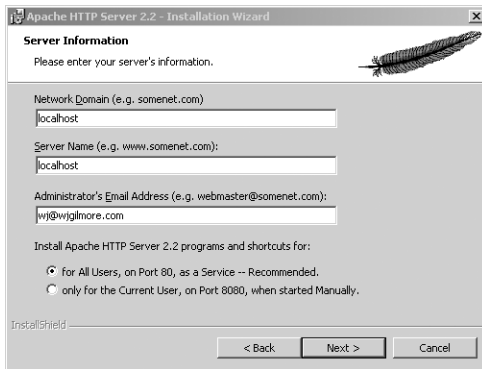 Apache HTTP Server 2.2 - Installation Wizard
Server Information
Please enter your server's information.
Network Domain (e.g. somenet.com)
localhost
Server Name (e.g. www.somenet.com):
localhost
Administrator's Email Address (e.g. webmaster@somenet.com):
wj@wjgilmore.com
Install Apache HTTP Server 2.2 programs and shortcuts for:
for All Users, on Port 80, as a Service -- Recommended.
only for the Current User, on Port 8080, when started Manually.
InstallShield
< Back
Next >
Cancel